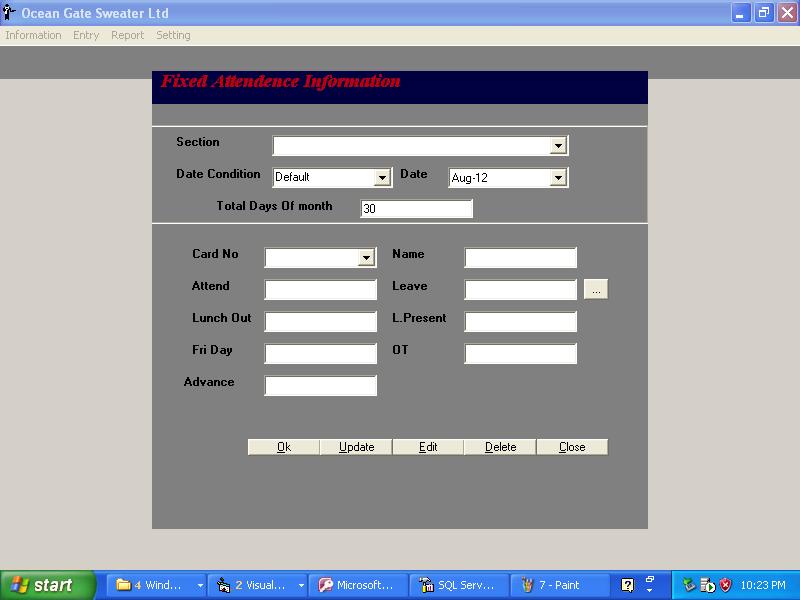 Ocean Gate Sweater Ltd
Information Entry Report Setting
Fixed Attendence Information
Section
Date Condition Default Date Aug-12
Total Days Of month 30
Card No Name
Attend Leave ...
Lunch Out L.Present
Fri Day OT
Advance
Ok Update Edit Delete Close
start 4 Wind... 2 Visual... Microsoft... SQL Serv... 7 - Paint ? 10:23 PM